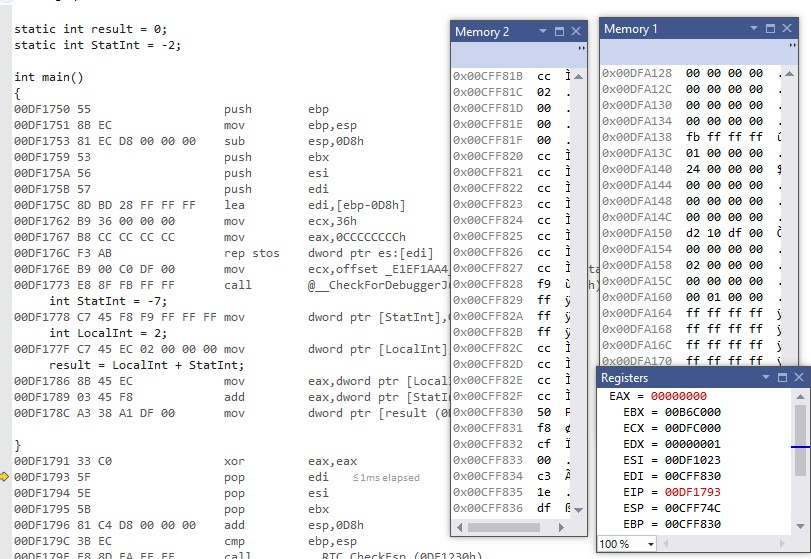 static int result = 0;
static int StatInt = -2;
int main()
{
00DF1750 55 push ebp
00DF1751 8B EC mov ebp,esp
00DF1753 81 EC D8 00 00 00 sub esp,0D8h
00DF1759 53 push ebx
00DF175A 56 push esi
00DF175B 57 push edi
00DF175C 8D BD 28 FF FF FF lea edi,[ebp-0D8h]
00DF1762 B9 36 00 00 00 mov ecx,36h
00DF1767 B8 CC CC CC CC mov eax,0CCCCCCCCh
00DF176C F3 AB rep stos dword ptr es:[edi]
00DF176E B9 00 C0 DF 00 mov ecx,offset _E1EF1AA4_
00DF1773 E8 8F FB FF FF call @__CheckForDebuggerJ
int StatInt = -7;
00DF1778 C7 45 F8 F9 FF FF FF mov dword ptr [StatInt],
int LocalInt = 2;
00DF177F C7 45 EC 02 00 00 00 mov dword ptr [LocalInt]
result = LocalInt + StatInt;
00DF1786 8B 45 EC mov eax,dword ptr [Local
00DF1789 03 45 F8 add eax,dword ptr [StatI
00DF178C A3 38 A1 DF 00 mov dword ptr [result (0
}
00DF1791 33 C0 xor eax,eax
00DF1793 5F pop edi ≤1ms elapsed
00DF1794 5E pop esi
00DF1795 5B pop ebx
00DF1796 81 C4 D8 00 00 00 add esp,0D8h
00DF179C 3B EC cmp ebp,esp
00DF179E E8 8D FA FF FF call __RTC_CheckEsp (0DF1230h)
Memory 2
0x00CFF81B cc Ì
0x00CFF81C 02 .
0x00CFF81D 00 .
0x00CFF81E 00 .
0x00CFF81F 00 .
0x00CFF820 cc Ì
0x00CFF821 cc Ì
0x00CFF822 cc Ì
0x00CFF823 cc Ì
0x00CFF824 cc Ì
0x00CFF825 cc Ì
0x00CFF826 cc Ì
0x00CFF827 cc Ì
0x00CFF828 f9 ù
0x00CFF829 ff ÿ
0x00CFF82A ff ÿ
0x00CFF82B ff ÿ
0x00CFF82C cc Ì
0x00CFF82D cc Ì
0x00CFF82E cc Ì
0x00CFF82F cc Ì
0x00CFF830 50 P
0x00CFF831 f8 ø
0x00CFF832 cf Ï
0x00CFF833 00 .
0x00CFF834 c3 Ã
0x00CFF835 1e .
0x00CFF836 df ß
Memory 1
0x00DFA128 00 00 00 00 .
0x00DFA12C 00 00 00 00 .
0x00DFA130 00 00 00 00 .
0x00DFA134 00 00 00 00 .
0x00DFA138 fb ff ff ff û
0x00DFA13C 01 00 00 00 .
0x00DFA140 24 00 00 00 $
0x00DFA144 00 00 00 00 .
0x00DFA148 00 00 00 00 .
0x00DFA14C 00 00 00 00 .
0x00DFA150 d2 10 df 00 Ò
0x00DFA154 00 00 00 00 .
0x00DFA158 02 00 00 00 .
0x00DFA15C 00 00 00 00 .
0x00DFA160 00 01 00 00 .
0x00DFA164 ff ff ff ff ÿ
0x00DFA168 ff ff ff ff ÿ
0x00DFA16C ff ff ff ff ÿ
0x00DFA170 ff ff ff ff ÿ
Registers
EAX = 00000000
EBX = 00B6C000
ECX = 00DFC000
EDX = 00000001
ESI = 00DF1023
EDI = 00CFF830
EIP = 00DF1793
ESP = 00CFF74C
EBP = 00CFF830
100 %